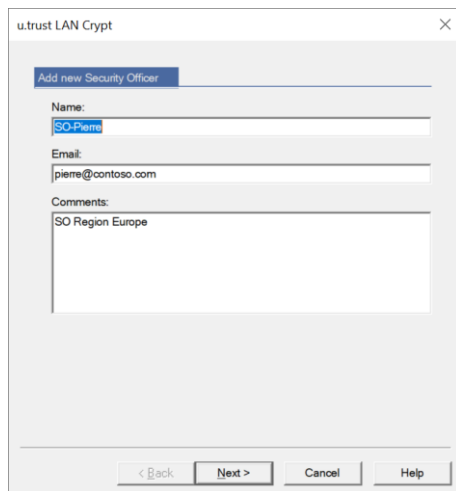 u.trust LAN Crypt
Add new Security Officer
Name:
SO-Pierre
Email:
pierre@contoso.com
Comments:
SO Region Europe
< Back
Next >
Cancel
Help